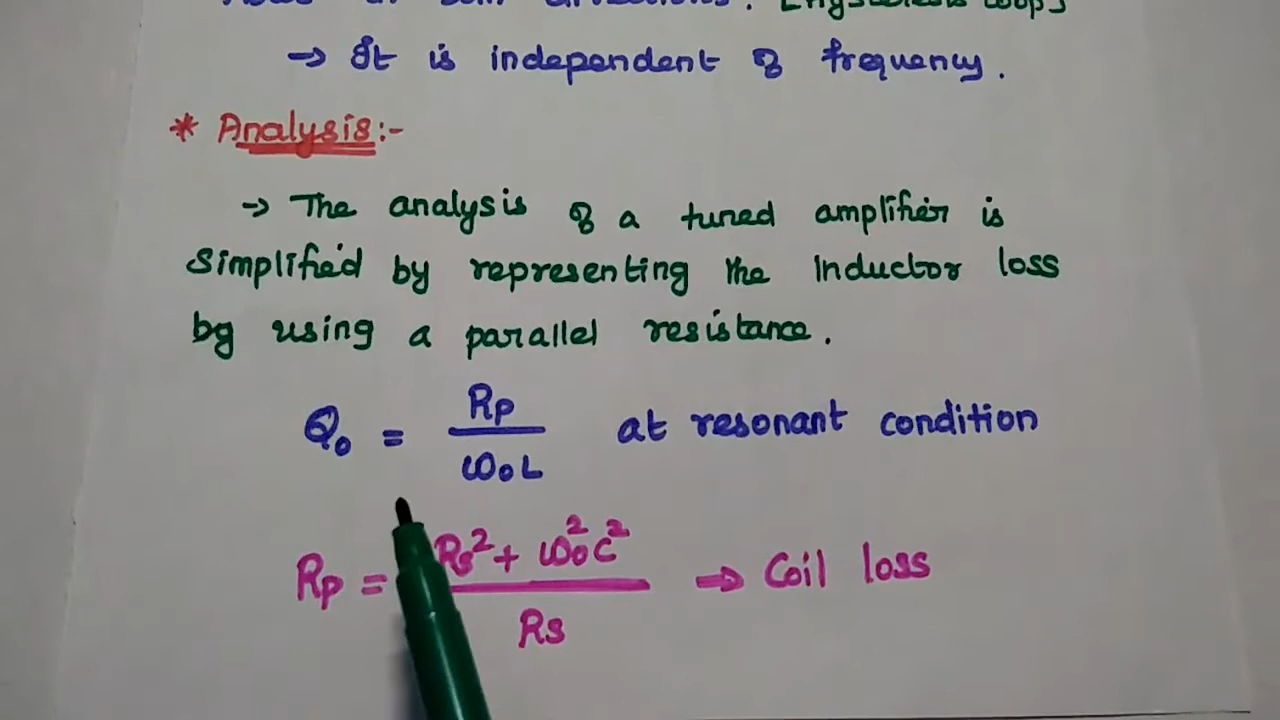 → It is independent of frequency.
* Analysis:-
→ The analysis of a tuned amplifier is
simplified by representing the inductor loss
by using a parallel resistance.
Q₀ = Rp / ω₀L at resonant condition
Rp = Rs² + ω₀²C² / Rs → Coil loss